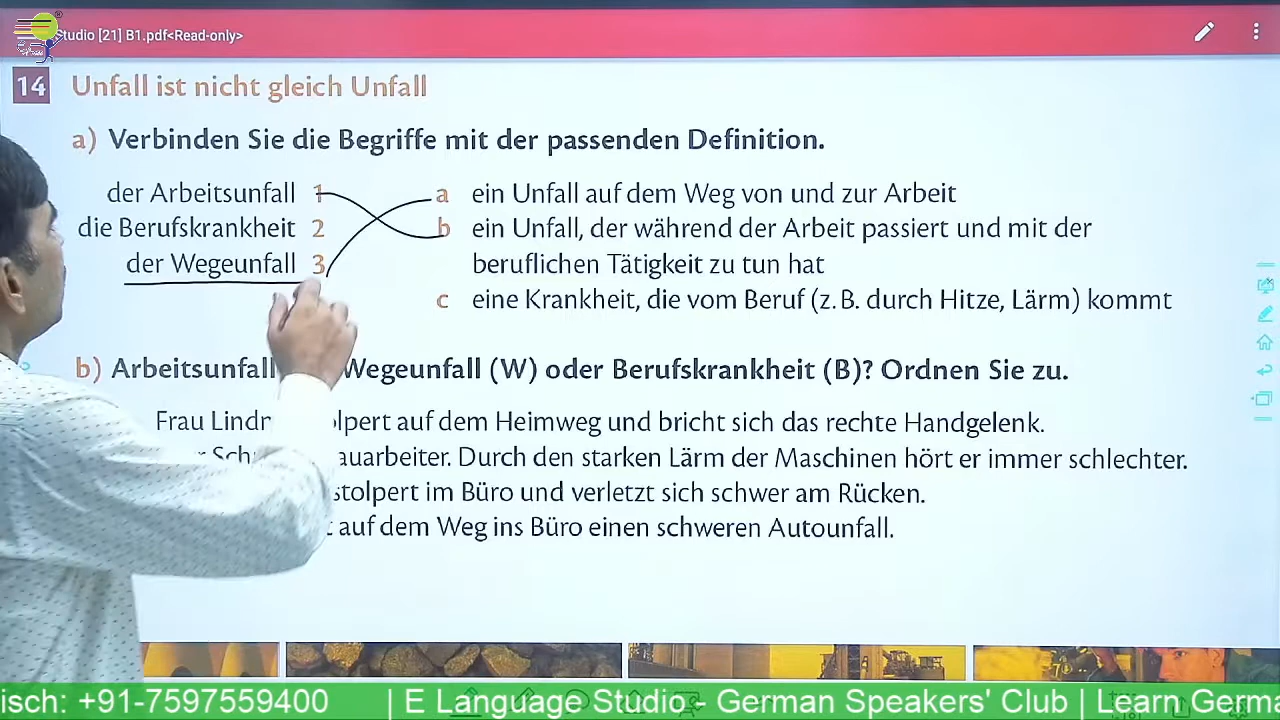 Studio [21] B1.pdf<Read-only>
14 Unfall ist nicht gleich Unfall
a) Verbinden Sie die Begriffe mit der passenden Definition.
der Arbeitsunfall 1 a ein Unfall auf dem Weg von und zur Arbeit
die Berufskrankheit 2 b ein Unfall, der während der Arbeit passiert und mit der
der Wegeunfall 3 beruflichen Tätigkeit zu tun hat
c eine Krankheit, die vom Beruf (z. B. durch Hitze, Lärm) kommt
b) Arbeitsunfall Wegeunfall (W) oder Berufskrankheit (B)? Ordnen Sie zu.
Frau auf dem Heimweg und bricht sich das rechte Handgelenk.
Durch den starken Lärm der Maschinen hört er immer schlechter.
stolpert im Büro und verletzt sich schwer am Rücken.
auf dem Weg ins Büro einen schweren Autounfall.
isch: +91-7597559400 | E Language Studio - German Speakers' Club | Learn Germa